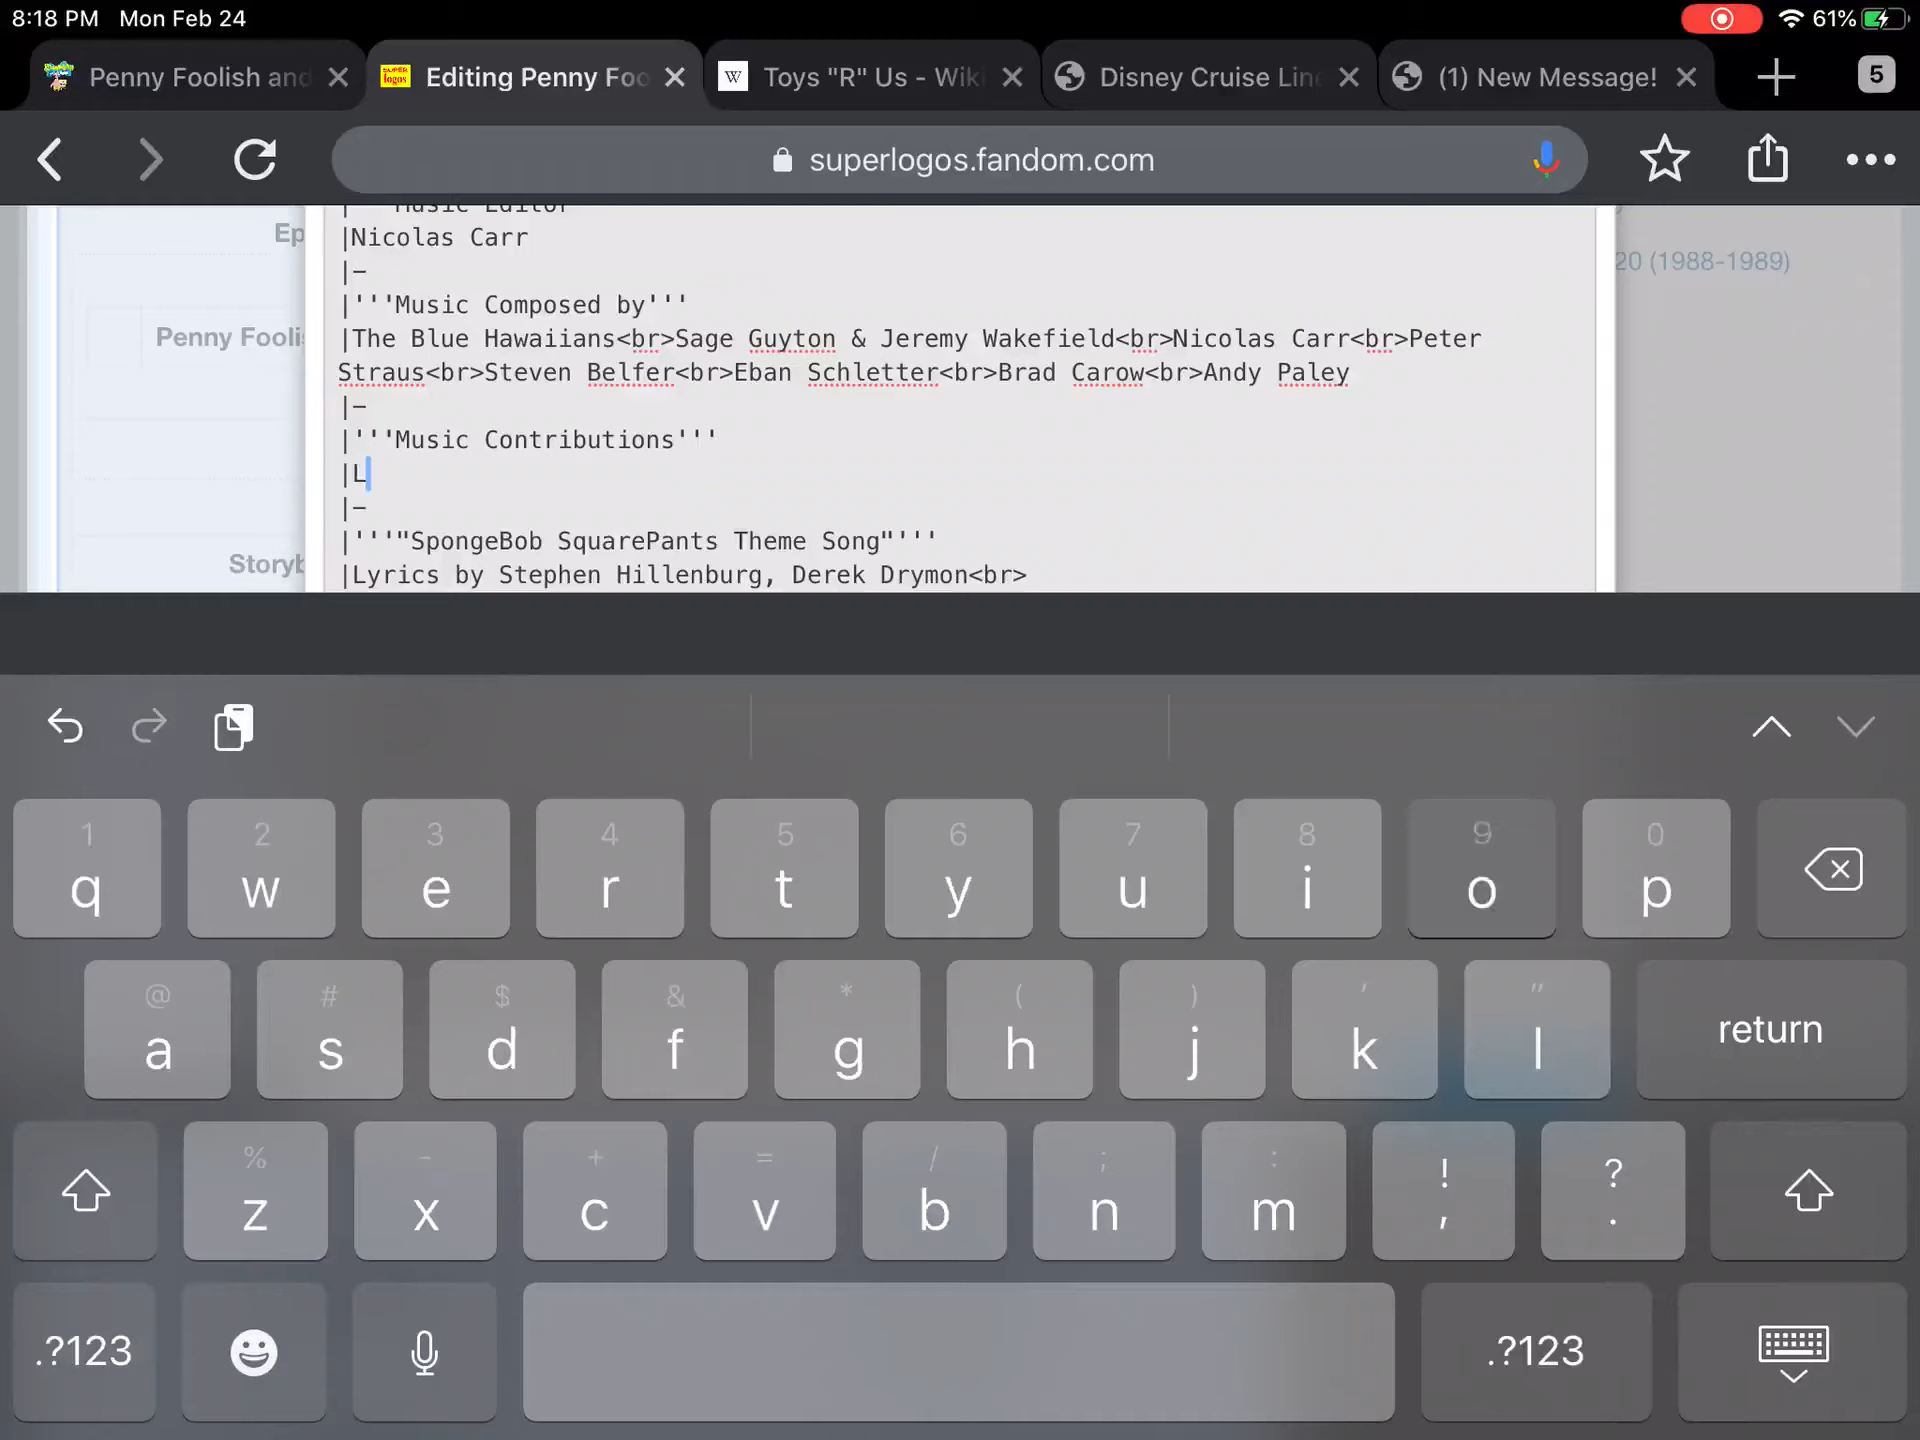 8:18 PM Mon Feb 24
61%
Penny Foolish and
SUPER logos
Editing Penny Foo
W
Toys "R" Us - Wiki
Disney Cruise Line
(1) New Message!
5
superlogos.fandom.com
Ep
Penny Fooli
Storyb
20 (1988-1989)
Music Editor
|Nicolas Carr
|-
|'''Music Composed by'''
|The Blue Hawaiians<br>Sage Guyton & Jeremy Wakefield<br>Nicolas Carr<br>Peter
Straus<br>Steven Belfer<br>Eban Schletter<br>Brad Carow<br>Andy Paley
|-
|'''Music Contributions'''
|L
|-
|'''"SpongeBob SquarePants Theme Song"'''
|Lyrics by Stephen Hillenburg, Derek Drymon<br>
1 2 3 4 5 6 7 8 9 0
q w e r t y u i o p
@ # $ & * ( ) ' "
a s d f g h j k l return
% - + = / ; : ! ?
z x c v b n m , .
.?123 .?123